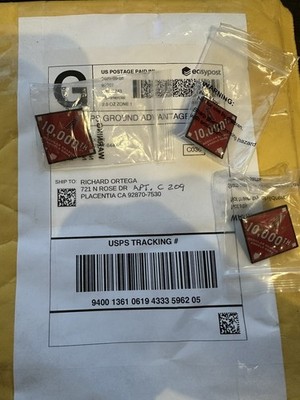 G
US POSTAGE PAID
easypost
WARNING:
GROUND ADVANTAGE
10,000
10,000
hazard
C030
SHIP TO: RICHARD ORTEGA
721 N ROSE DR APT. C 209
PLACENTIA CA 92870-7530
10,000
USPS TRACKING #
9400 1361 0619 4333 5962 05